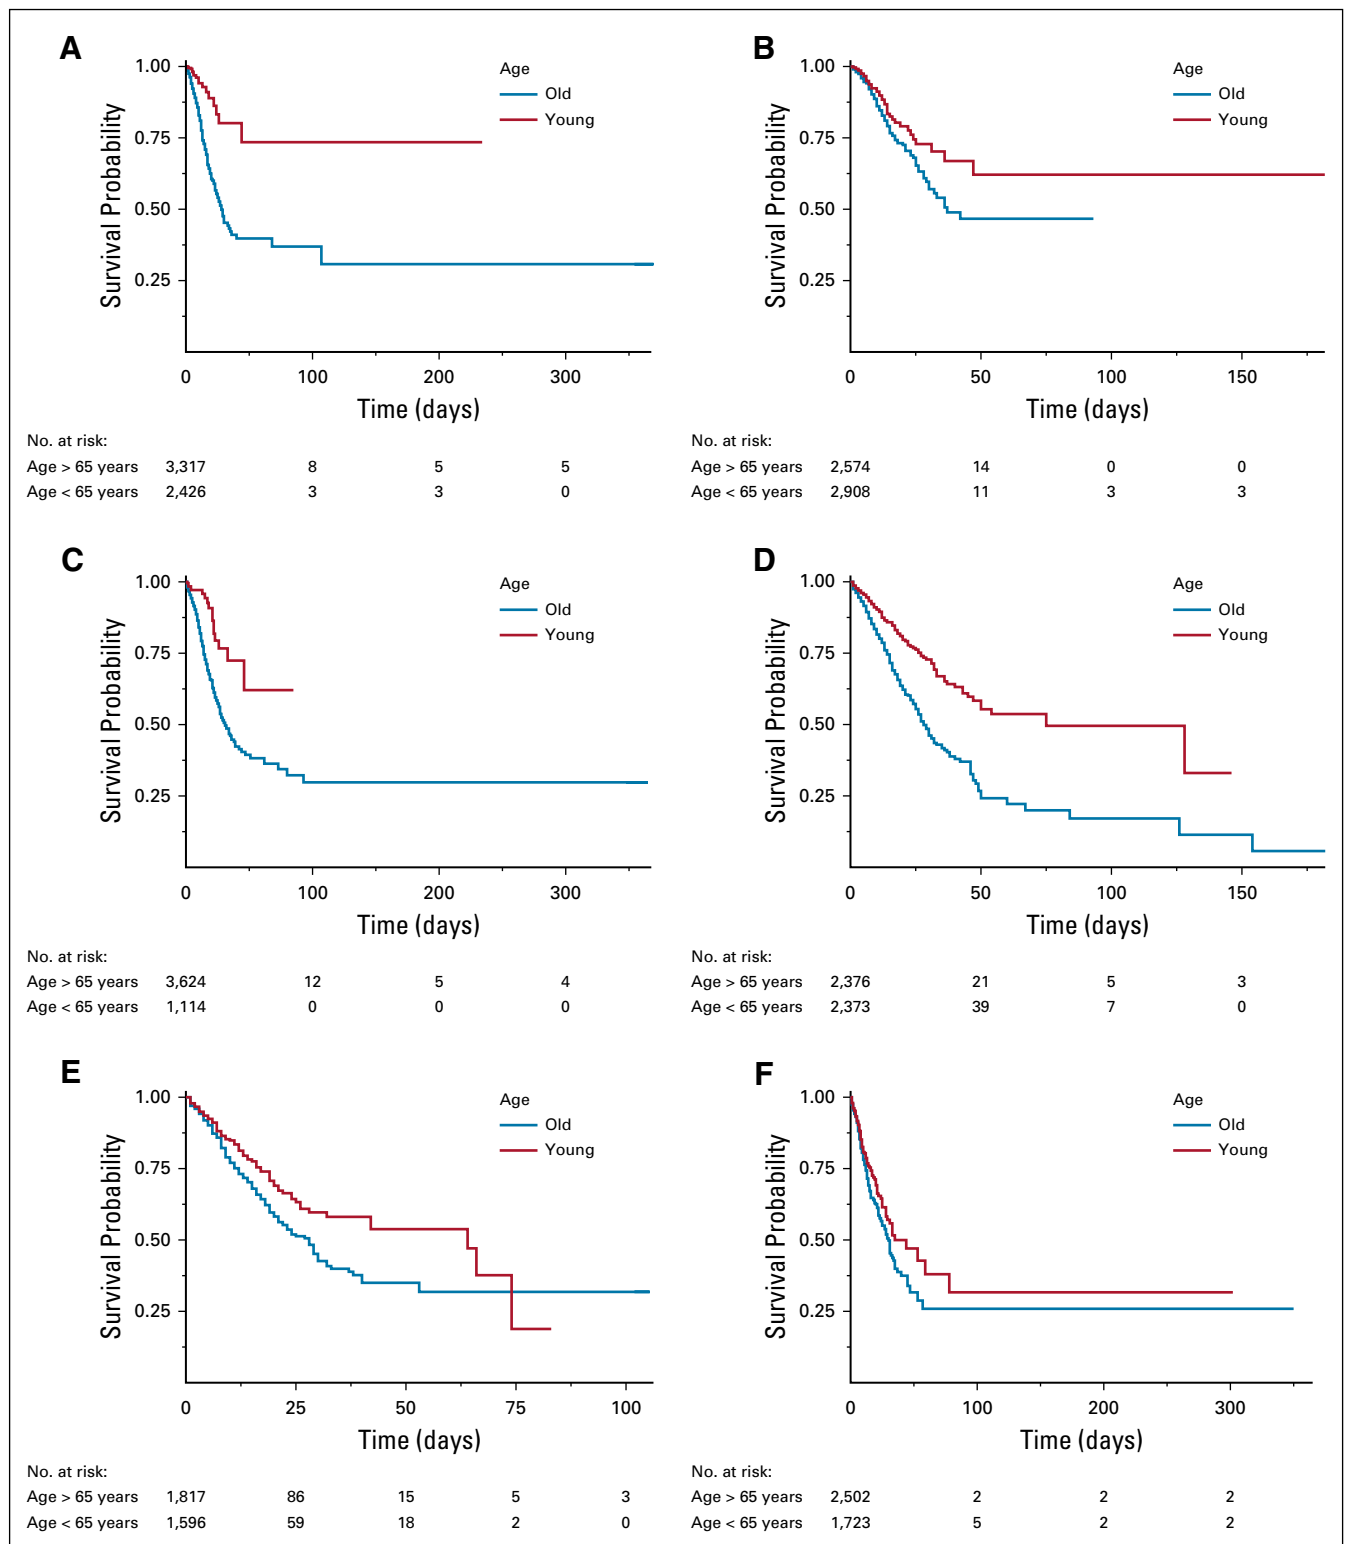 A
Survival Probability
1.00
0.75
0.50
0.25
Age
Old
Young
0 100 200 300
Time (days)
No. at risk:
Age > 65 years 3,317 8 5 5
Age < 65 years 2,426 3 3 0
B
Survival Probability
1.00
0.75
0.50
0.25
Age
Old
Young
0 50 100 150
Time (days)
No. at risk:
Age > 65 years 2,574 14 0 0
Age < 65 years 2,908 11 3 3
C
Survival Probability
1.00
0.75
0.50
0.25
Age
Old
Young
0 100 200 300
Time (days)
No. at risk:
Age > 65 years 3,624 12 5 4
Age < 65 years 1,114 0 0 0
D
Survival Probability
1.00
0.75
0.50
0.25
Age
Old
Young
0 50 100 150
Time (days)
No. at risk:
Age > 65 years 2,376 21 5 3
Age < 65 years 2,373 39 7 0
E
Survival Probability
1.00
0.75
0.50
0.25
Age
Old
Young
0 25 50 75 100
Time (days)
No. at risk:
Age > 65 years 1,817 86 15 5 3
Age < 65 years 1,596 59 18 2 0
F
Survival Probability
1.00
0.75
0.50
0.25
Age
Old
Young
0 100 200 300
Time (days)
No. at risk:
Age > 65 years 2,502 2 2 2
Age < 65 years 1,723 5 2 2